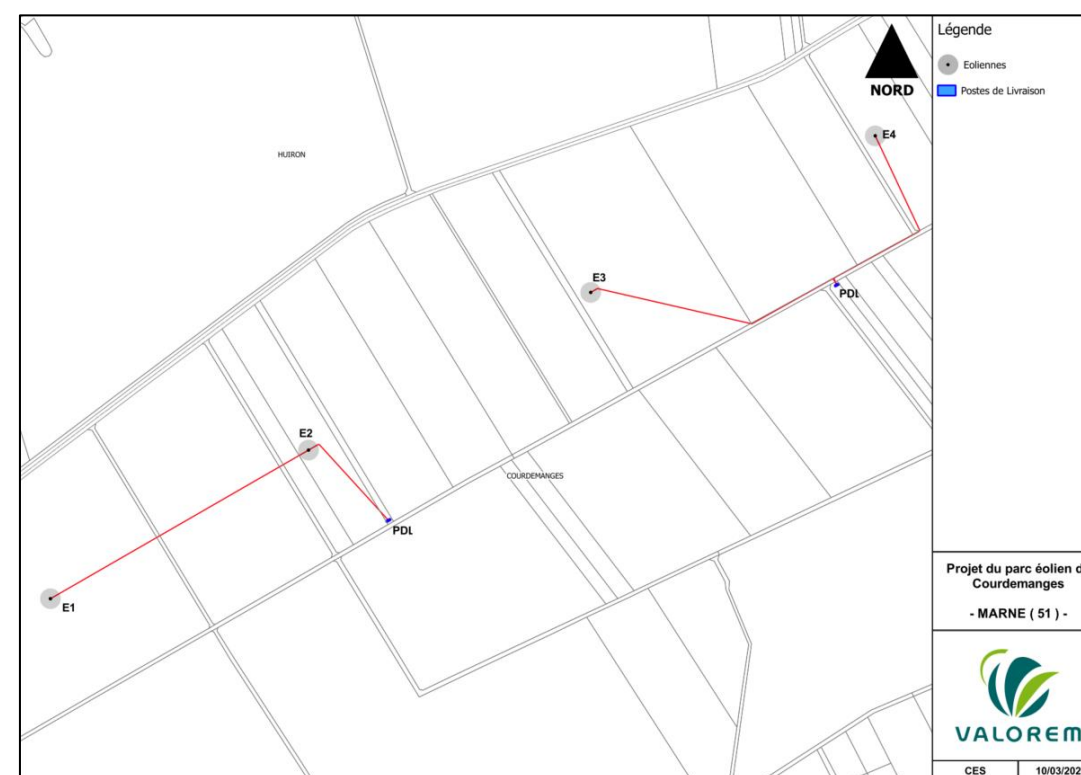 Légende
Eoliennes
Postes de Livraison
NORD
HUIRON
E4
E3
PDL
E2
COURDEMANGES
PDL
E1
Projet du parc éolien d
Courdemanges
- MARNE ( 51 ) -
VALOREM
CES
10/03/202